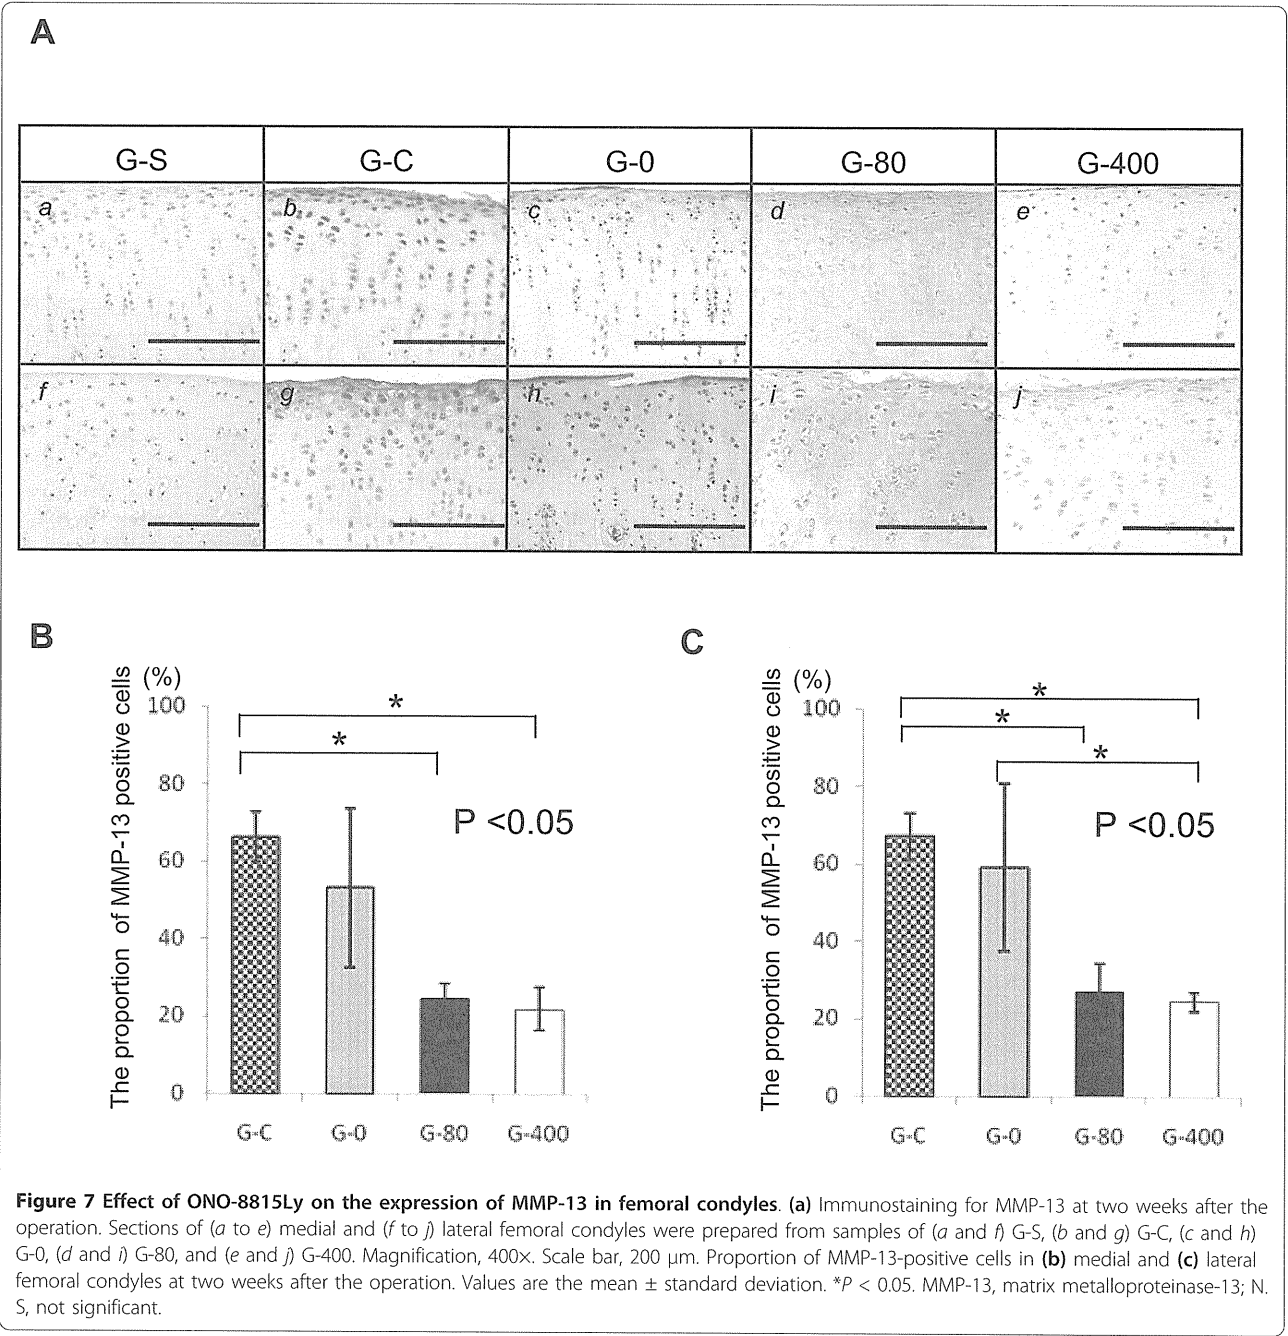 A
G-S G-C G-0 G-80 G-400
a b c d e
f g h i j
B
The proportion of MMP-13 positive cells
(%)
100
80
60
40
20
0
*
*
P <0.05
G-C G-0 G-80 G-400
C
The proportion of MMP-13 positive cells
(%)
100
80
60
40
20
0
*
*
*
P <0.05
G-C G-0 G-80 G-400
Figure 7 Effect of ONO-8815Ly on the expression of MMP-13 in femoral condyles. (a) Immunostaining for MMP-13 at two weeks after the
operation. Sections of (a to e) medial and (f to j) lateral femoral condyles were prepared from samples of (a and f) G-S, (b and g) G-C, (c and h)
G-0, (d and i) G-80, and (e and j) G-400. Magnification, 400×. Scale bar, 200 μm. Proportion of MMP-13-positive cells in (b) medial and (c) lateral
femoral condyles at two weeks after the operation. Values are the mean ± standard deviation. *P < 0.05. MMP-13, matrix metalloproteinase-13; N.
S, not significant.